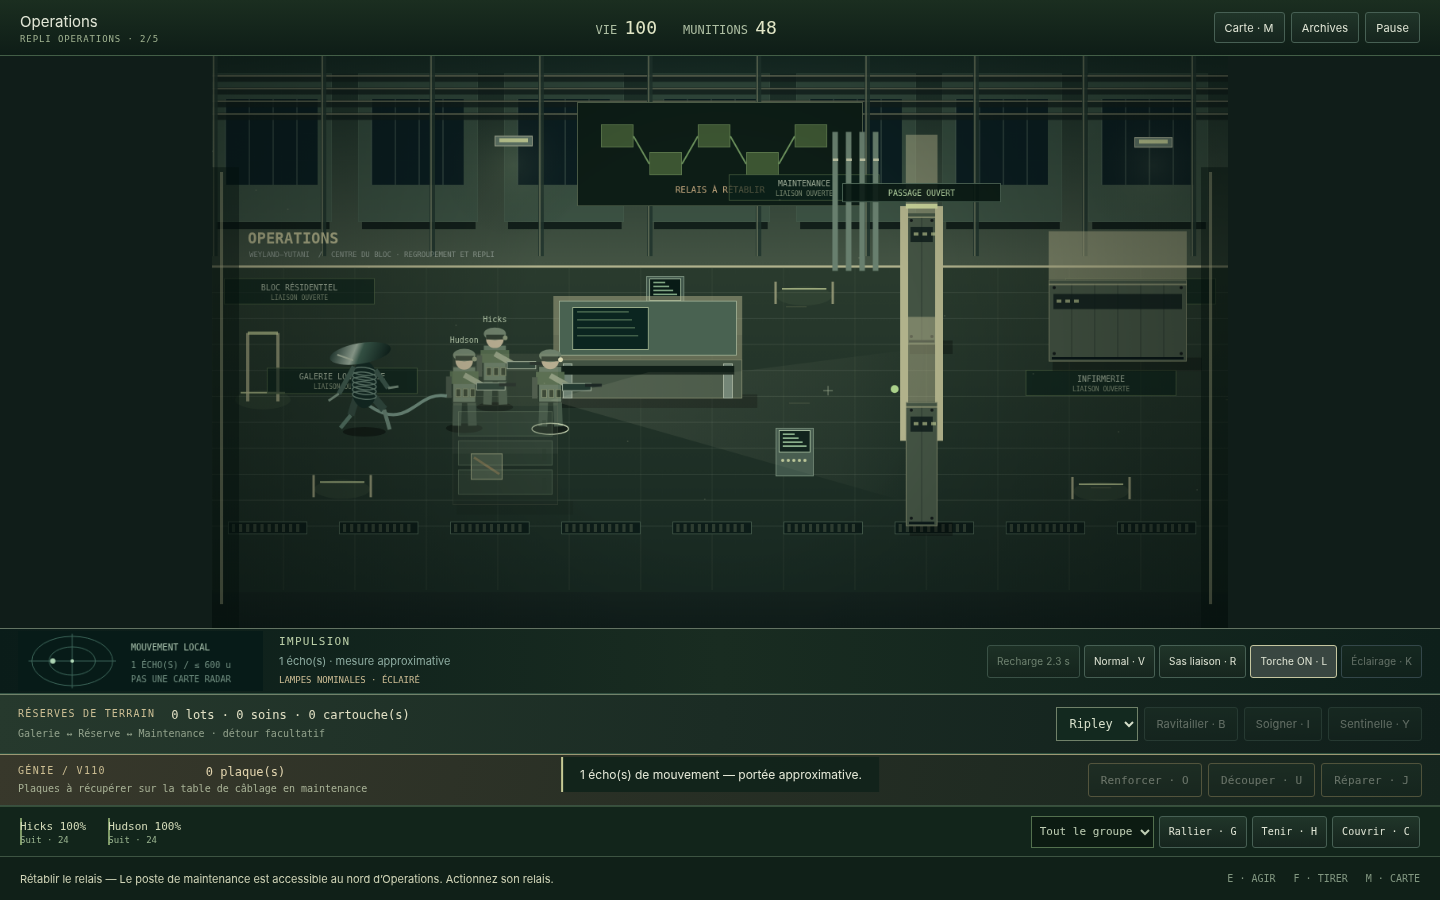 Operations
REPLI OPERATIONS · 2/5
VIE 100 MUNITIONS 48
Carte · M
Archives
Pause
RELAIS À RÉTABLIR
MAINTENANCE
LIAISON OUVERTE
PASSAGE OUVERT
OPERATIONS
WEYLAND-YUTANI / CENTRE DU BLOC · REGROUPEMENT ET REPLI
BLOC RÉSIDENTIEL
LIAISON OUVERTE
Hicks
Hudson
GALERIE
INFIRMERIE
LIAISON OUVERTE
MOUVEMENT LOCAL
1 ÉCHO(S) / ≤ 600 u
PAS UNE CARTE RADAR
IMPULSION
1 écho(s) · mesure approximative
LAMPES NOMINALES · ÉCLAIRÉ
Recharge 2.3 s
Normal · V
Sas liaison · R
Torche ON · L
Éclairage · K
RÉSERVES DE TERRAIN 0 lots · 0 soins · 0 cartouche(s)
Galerie ↔ Réserve ↔ Maintenance · détour facultatif
Ripley
Ravitailler · B
Soigner · I
Sentinelle · Y
GÉNIE / V110 0 plaque(s)
Plaques à récupérer sur la table de câblage en maintenance
1 écho(s) de mouvement — portée approximative.
Renforcer · O
Découper · U
Réparer · J
Hicks 100%
Suit · 24
Hudson 100%
Suit · 24
Tout le groupe
Rallier · G
Tenir · H
Couvrir · C
Rétablir le relais — Le poste de maintenance est accessible au nord d'Operations. Actionnez son relais.
E · AGIR F · TIRER M · CARTE